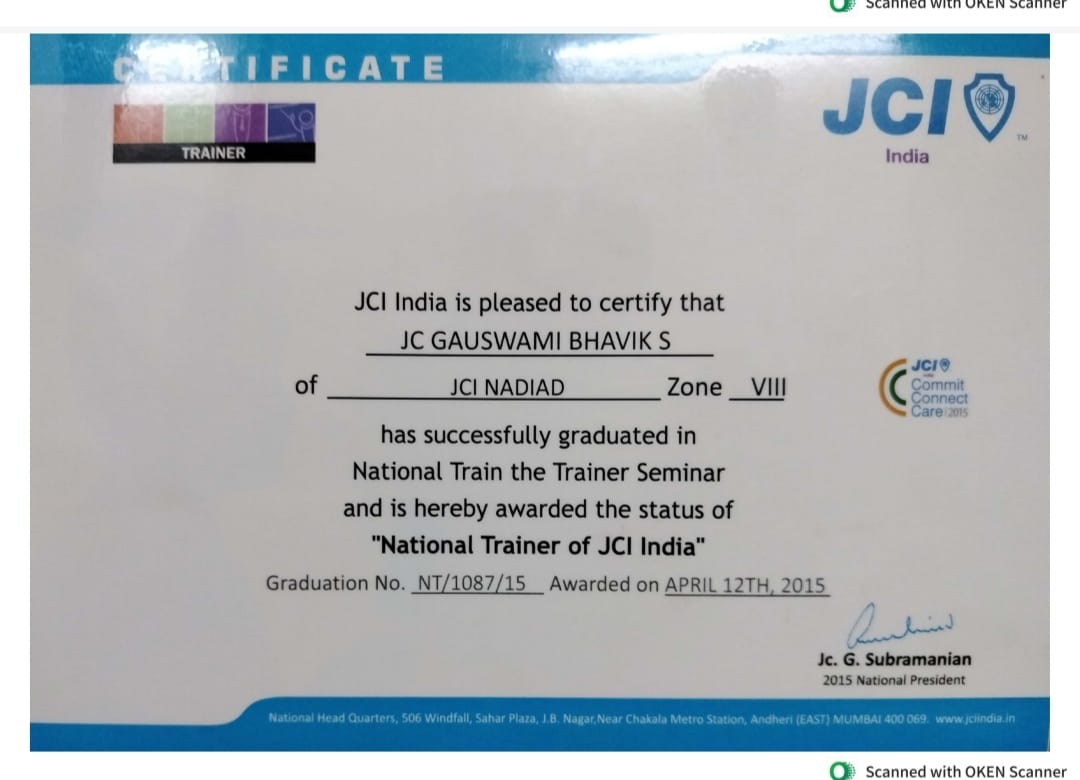 Scanned with OKEN Scanner
CERTIFICATE
TRAINER
JCI
TM
India
JCI India is pleased to certify that
JC GAUSWAMI BHAVIK S
of JCI NADIAD Zone VIII
JCI
Commit
Connect
Care 2015
has successfully graduated in
National Train the Trainer Seminar
and is hereby awarded the status of
"National Trainer of JCI India"
Graduation No. NT/1087/15 Awarded on APRIL 12TH, 2015
Jc. G. Subramanian
2015 National President
National Head Quarters, 506 Windfall, Sahar Plaza, J.B. Nagar,Near Chakala Metro Station, Andheri (EAST) MUMBAI 400 069. www.jciindia.in
Scanned with OKEN Scanner